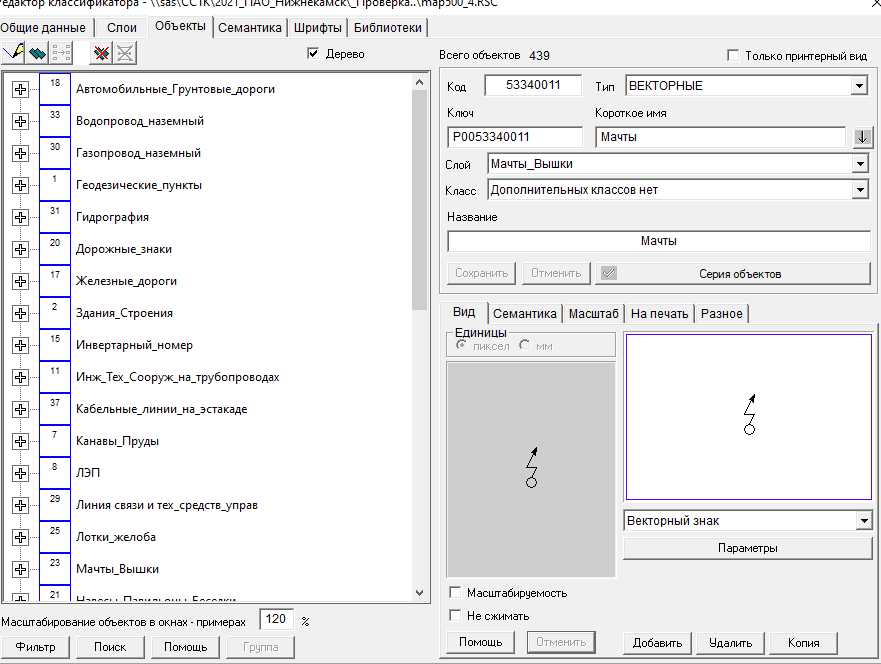 едактор классификатора - \\sas\ССТК\2021_ПАО_Нижнекамск\_Проверка..\map500_4.RSC
Общие данные Слои Объекты Семантика Шрифты Библиотеки
Дерево
18 Автомобильные_Грунтовые_дороги
33 Водопровод_наземный
30 Газопровод_наземный
1 Геодезические_пункты
31 Гидрография
20 Дорожные_знаки
17 Железные_дороги
2 Здания_Строения
15 Инвертарный_номер
11 Инж_Тех_Сооруж_на_трубопроводах
37 Кабельные_линии_на_эстакаде
7 Канавы_Пруды
8 ЛЭП
29 Линия связи и тех_средств_управ
25 Лотки_желоба
23 Мачты_Вышки
21 Навесы_Павильоны_Беседки
Масштабирование объектов в окнах - примерах 120 %
Фильтр Поиск Помощь Группа
Всего объектов 439 Только принтерный вид
Код 53340011 Тип ВЕКТОРНЫЕ
Ключ Короткое имя
P0053340011 Мачты
Слой Мачты_Вышки
Класс Дополнительных классов нет
Название
Мачты
Сохранить Отменить Серия объектов
Вид Семантика Масштаб На печать Разное
Единицы
пиксел мм
Векторный знак
Параметры
Масштабируемость
Не сжимать
Помощь Отменить Добавить Удалить Копия